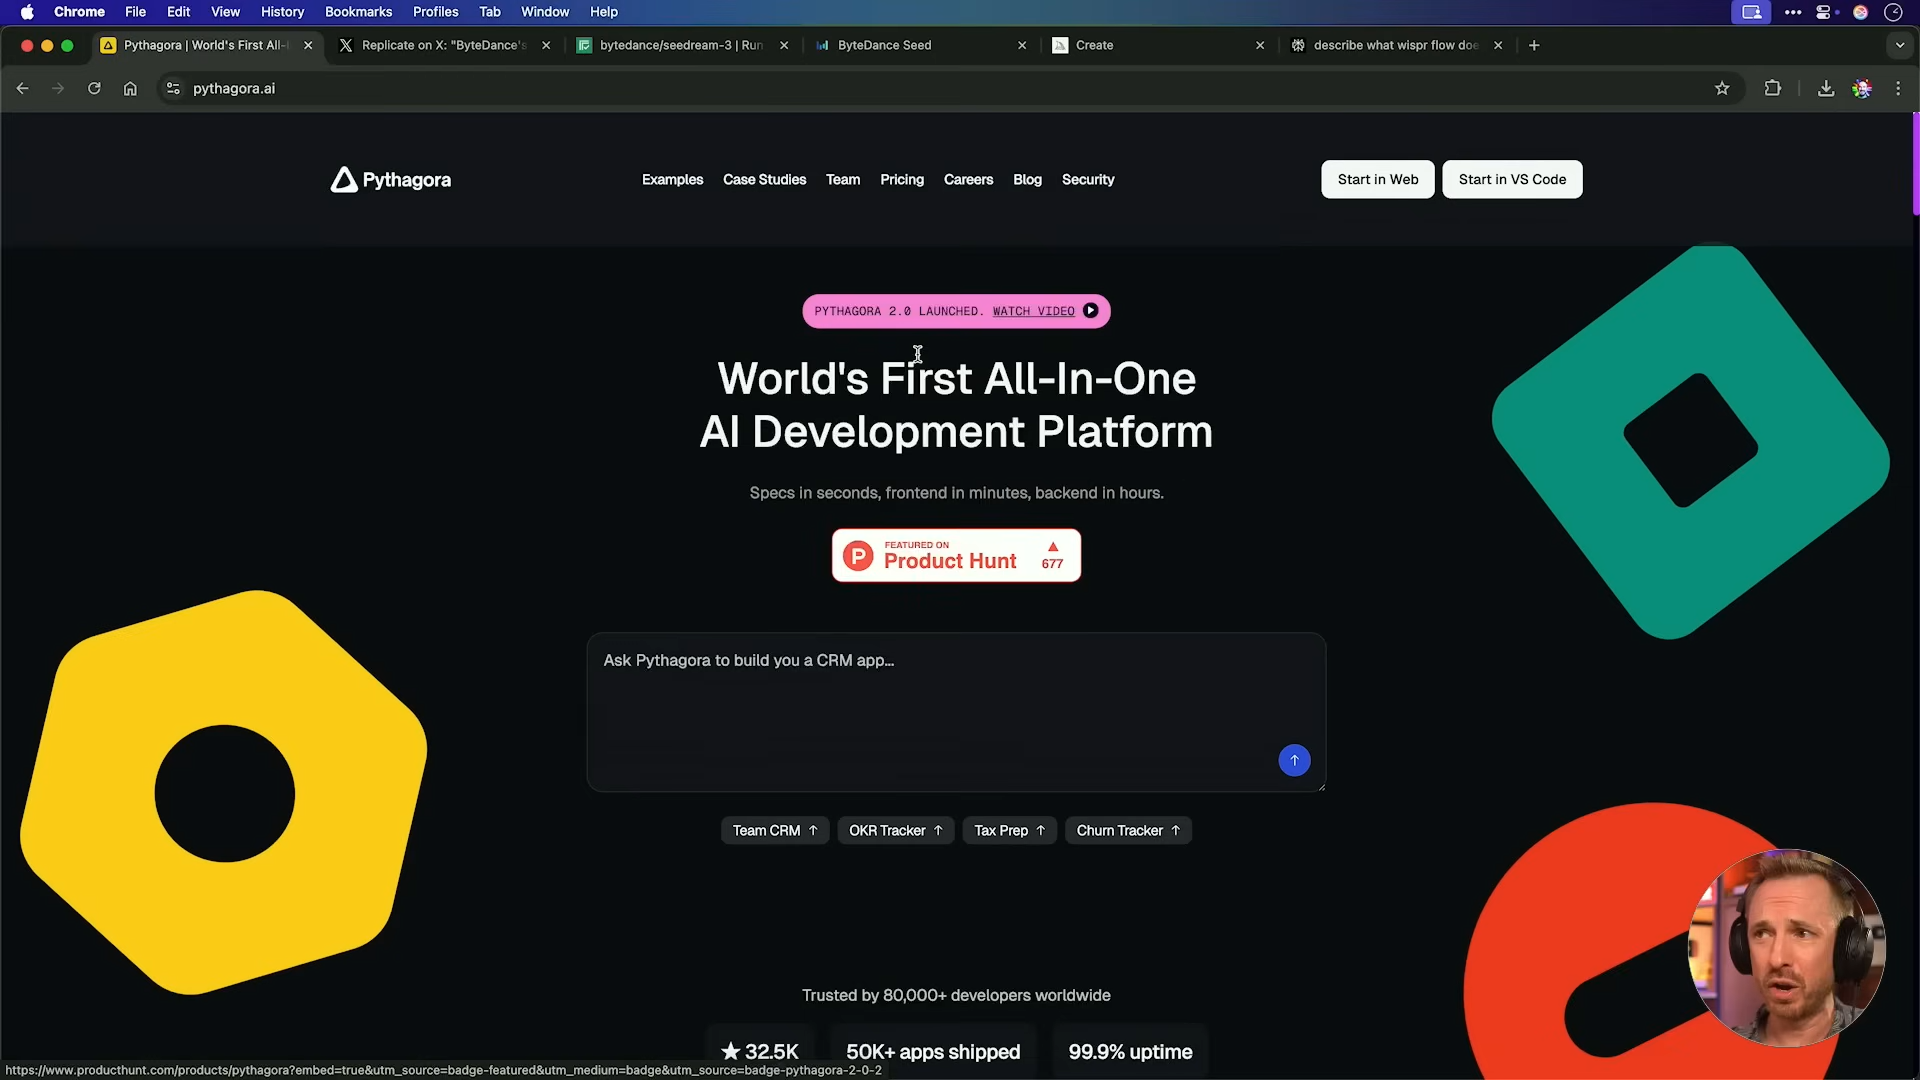 Chrome File Edit View History Bookmarks Profiles Tab Window Help
Pythagora | World's First All-I
Replicate on X: "ByteDance's
bytedance/seedream-3 | Run
ByteDance Seed
Create
describe what wispr flow doe
pythagora.ai
Pythagora
Examples Case Studies Team Pricing Careers Blog Security
Start in Web
Start in VS Code
PYTHAGORA 2.0 LAUNCHED. WATCH VIDEO
World's First All-In-One
AI Development Platform
Specs in seconds, frontend in minutes, backend in hours.
P
FEATURED ON
Product Hunt
677
Ask Pythagora to build you a CRM app...
Team CRM ↑
OKR Tracker ↑
Tax Prep ↑
Churn Tracker ↑
Trusted by 80,000+ developers worldwide
★ 32.5K
50K+ apps shipped
99.9% uptime
https://www.producthunt.com/products/pythagora?embed=true&utm_source=badge-featured&utm_medium=badge&utm_source=badge-pythagora-2-0-2